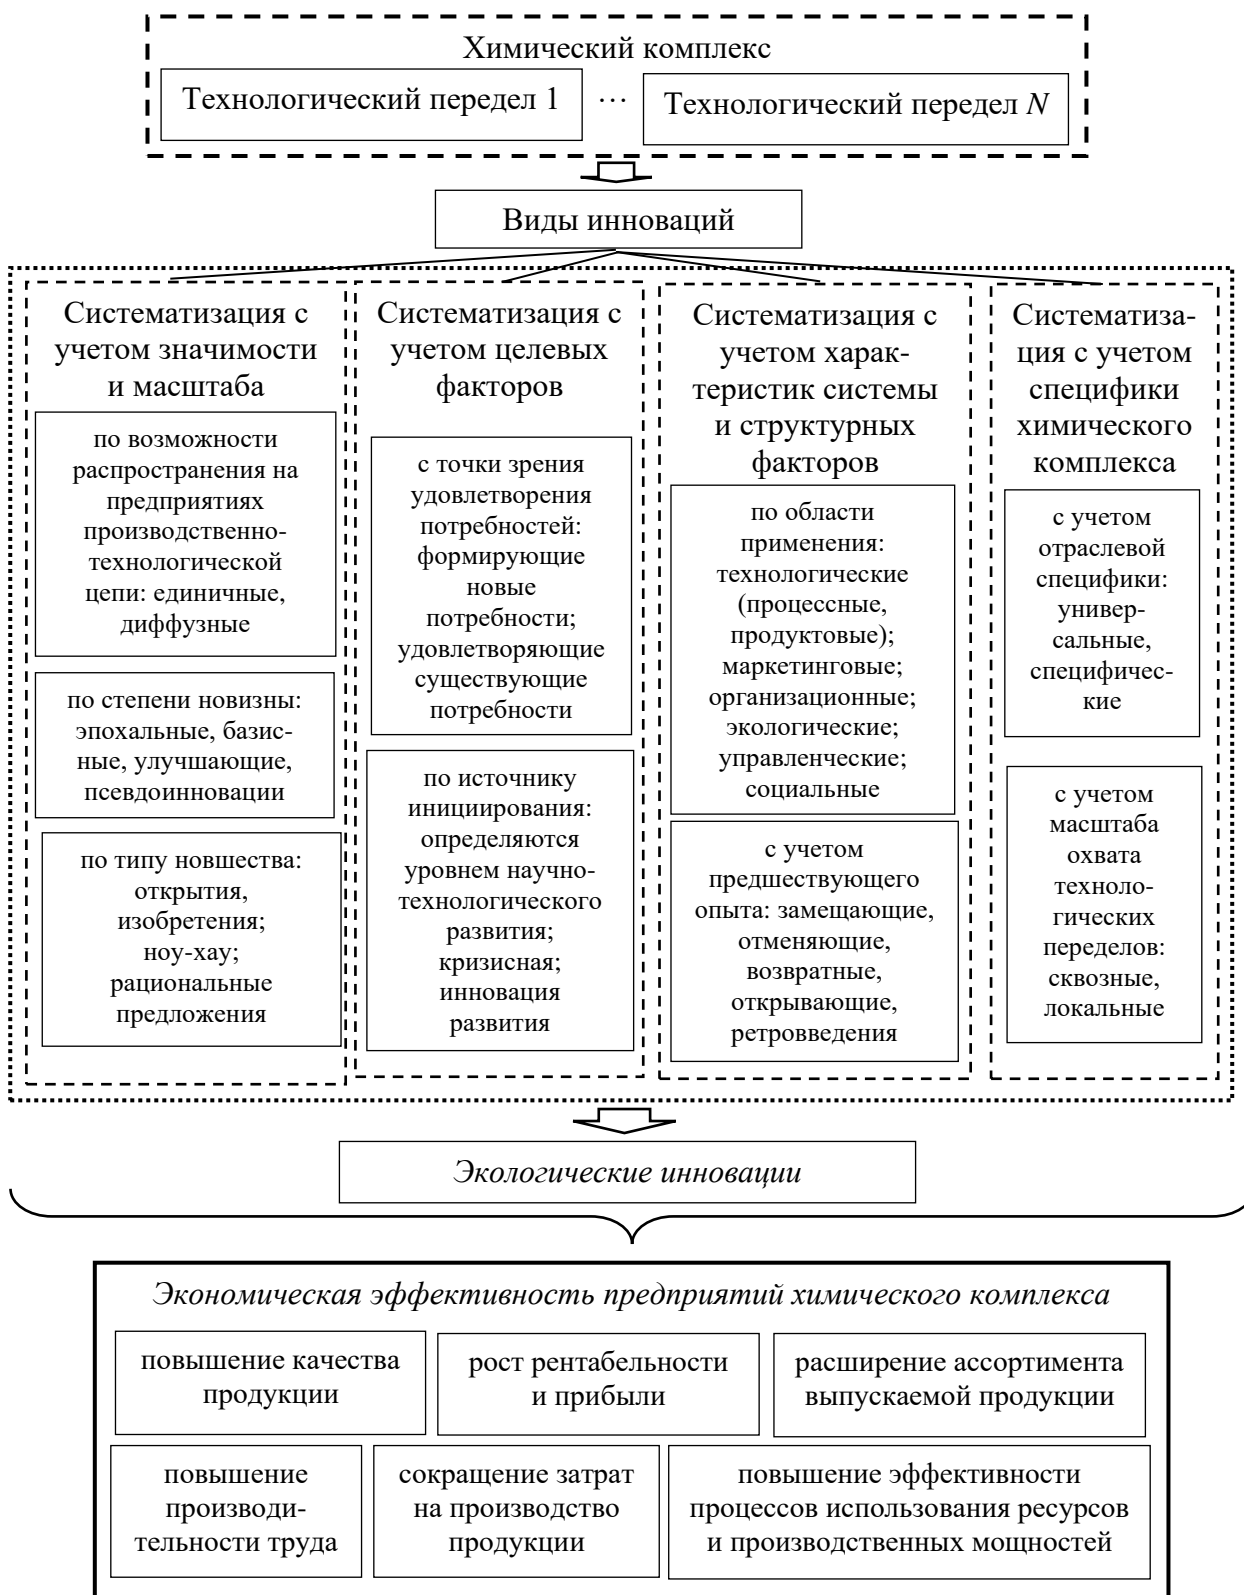 Химический комплекс
Технологический передел 1
...
Технологический передел N
Виды инноваций
Систематизация с
учетом значимости
и масштаба
по возможности
распространения на
предприятиях
производственно-
технологической
цепи: единичные,
диффузные
по степени новизны:
эпохальные, базис-
ные, улучшающие,
псевдоинновации
по типу новшества:
открытия,
изобретения;
ноу-хау;
рациональные
предложения
Систематизация с
учетом целевых
факторов
с точки зрения
удовлетворения
потребностей:
формирующие
новые
потребности;
удовлетворяющие
существующие
потребности
по источнику
инициирования:
определяются
уровнем научно-
технологического
развития;
кризисная;
инновация
развития
Систематизация с
учетом харак-
теристик системы
и структурных
факторов
по области
применения:
технологические
(процессные,
продуктовые);
маркетинговые;
организационные;
экологические;
управленческие;
социальные
с учетом
предшествующего
опыта: замещающие,
отменяющие,
возвратные,
открывающие,
ретровведения
Систематиза-
ция с учетом
специфики
химического
комплекса
с учетом
отраслевой
специфики:
универ-
сальные,
специфичес-
кие
с учетом
масштаба
охвата
техноло-
гических
переделов:
сквозные,
локальные
Экологические инновации
Экономическая эффективность предприятий химического комплекса
повышение качества
продукции
рост рентабельности
и прибыли
расширение ассортимента
выпускаемой продукции
повышение
производи-
тельности труда
сокращение затрат
на производство
продукции
повышение эффективности
процессов использования ресурсов
и производственных мощностей